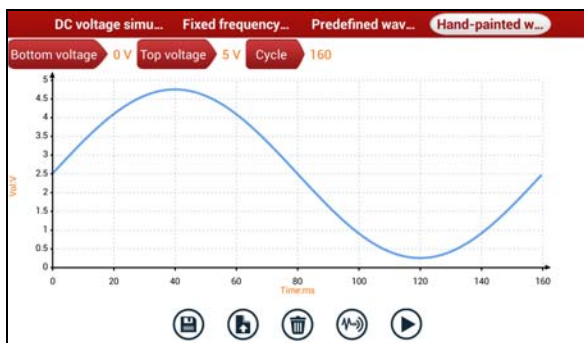 DC voltage simu... Fixed frequency... Predefined wav... Hand-painted w...
Bottom voltage 0 V Top voltage 5 V Cycle 160
5
4.5
4
3.5
3
2.5
2
1.5
1
0.5
0
Vol:V
0 20 40 60 80 100 120 140 160
Time:ms